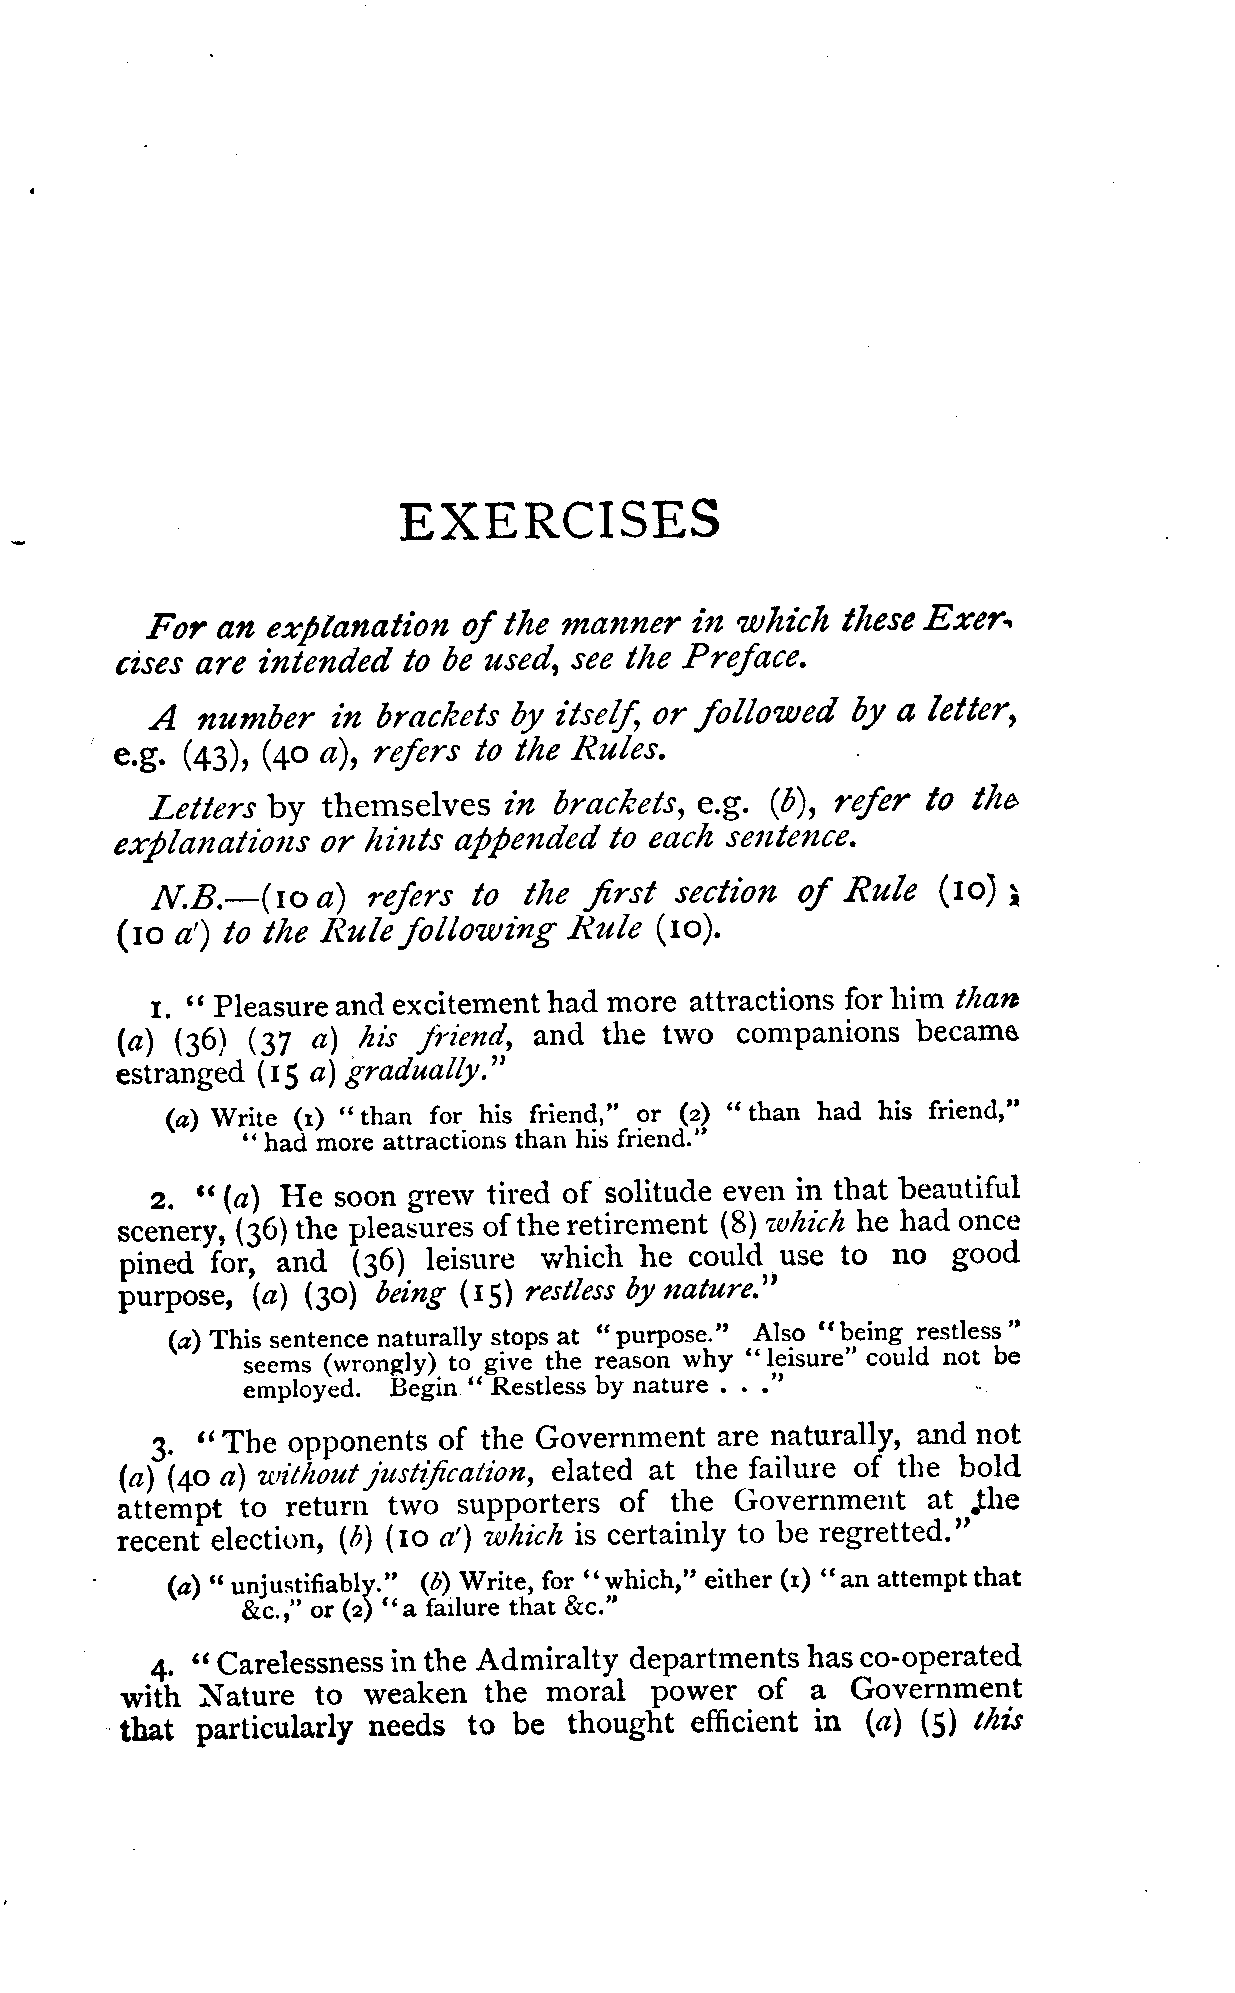 EXERCISES
For an explanation of the manner in which these Exer-
cises are intended to be used, see the Preface.
A number in brackets by itself, or followed by a letter,
e.g. (43), (40 a), refers to the Rules.
Letters by themselves in brackets, e.g. (b), refer to the
explanations or hints appended to each sentence.
N.B.—(10 a) refers to the first section of Rule (10);
(10 a') to the Rule following Rule (10).
1. "Pleasure and excitement had more attractions for him than
(a) (36) (37 a) his friend, and the two companions became
estranged (15 a) gradually."
(a) Write (1) "than for his friend," or (2) "than had his friend,"
"had more attractions than his friend."
2. "(a) He soon grew tired of solitude even in that beautiful
scenery, (36) the pleasures of the retirement (8) which he had once
pined for, and (36) leisure which he could use to no good
purpose, (a) (30) being (15) restless by nature."
(a) This sentence naturally stops at "purpose." Also "being restless"
seems (wrongly) to give the reason why "leisure" could not be
employed. Begin "Restless by nature . . ."
3. "The opponents of the Government are naturally, and not
(a) (40 a) without justification, elated at the failure of the bold
attempt to return two supporters of the Government at the
recent election, (b) (10 a') which is certainly to be regretted."
(a) "unjustifiably." (b) Write, for "which," either (1) "an attempt that
&c.," or (2) "a failure that &c."
4. "Carelessness in the Admiralty departments has co-operated
with Nature to weaken the moral power of a Government
that particularly needs to be thought efficient in (a) (5) this